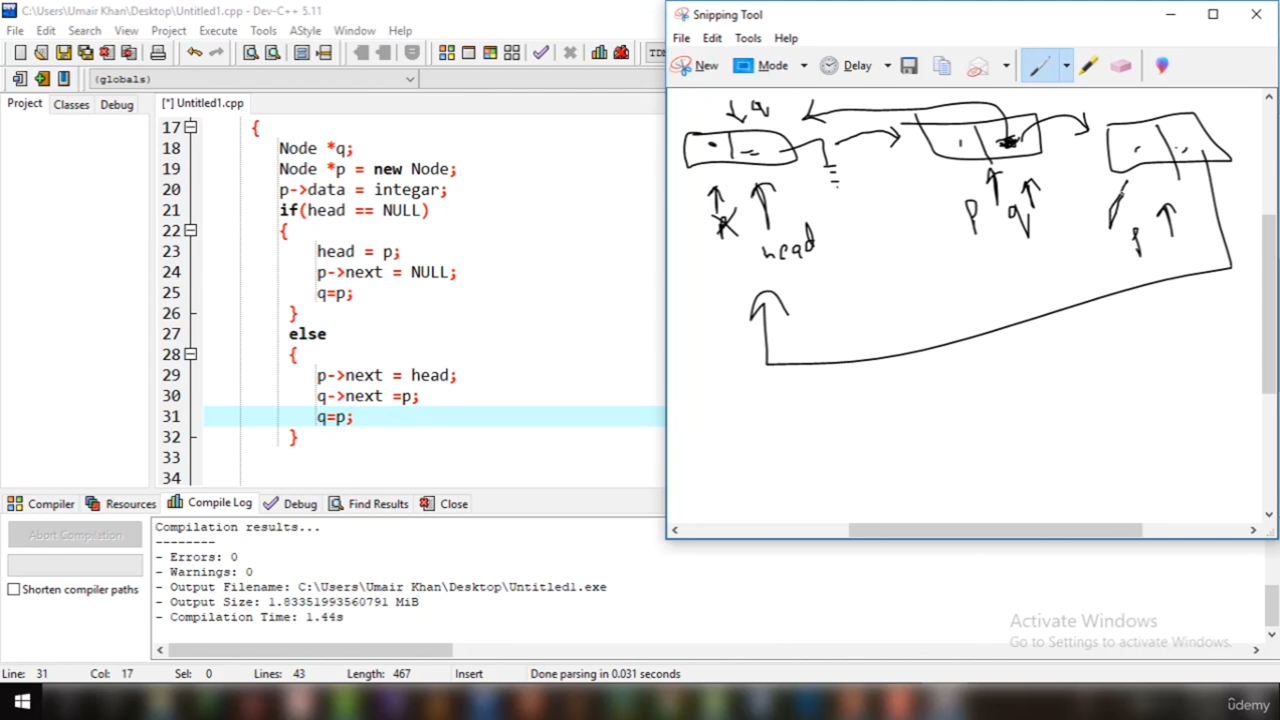 C:\Users\Umair Khan\Desktop\Untitled1.cpp - Dev-C++ 5.11
File Edit Search View Project Execute Tools AStyle Window Help
TDM
(globals)
Project Classes Debug
[*] Untitled1.cpp
17 {
18 Node *q;
19 Node *p = new Node;
20 p->data = integar;
21 if(head == NULL)
22 {
23 head = p;
24 p->next = NULL;
25 q=p;
26 }
27 else
28 {
29 p->next = head;
30 q->next =p;
31 q=p;
32 }
33
34
Snipping Tool
File Edit Tools Help
New Mode Delay
q
head
p q
Compiler Resources Compile Log Debug Find Results Close
Abort Compilation
Shorten compiler paths
Compilation results...
--------
- Errors: 0
- Warnings: 0
- Output Filename: C:\Users\Umair Khan\Desktop\Untitled1.exe
- Output Size: 1.83351993560791 MiB
- Compilation Time: 1.44s
Activate Windows
Go to Settings to activate Windows.
Line: 31 Col: 17 Sel: 0 Lines: 43 Length: 467 Insert Done parsing in 0.031 seconds
ûdemy